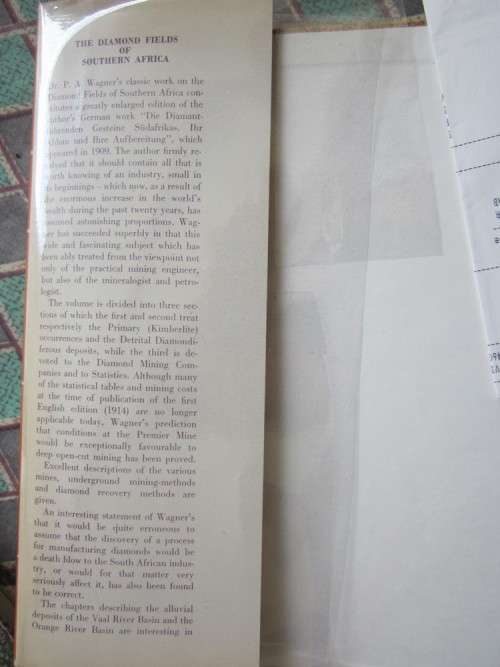 THE DIAMOND FIELDS
OF
SOUTHERN AFRICA
Dr. P. A. Wagner's classic work on the
Diamond Fields of Southern Africa con-
stitutes a greatly enlarged edition of the
author's German work "Die Diamant-
führenden Gesteine Südafrikas. Ihr
Abbau und Ihre Aufbereitung", which
appeared in 1909. The author firmly re-
solved that it should contain all that is
worth knowing of an industry, small in
its beginnings – which now, as a result of
the enormous increase in the world's
wealth during the past twenty years, has
assumed astonishing proportions. Wag-
ner has succeeded superbly in that this
wide and fascinating subject which has
been ably treated from the viewpoint not
only of the practical mining engineer,
but also of the mineralogist and petro-
logist.
The volume is divided into three sec-
tions of which the first and second treat
respectively the Primary (Kimberlite)
occurrences and the Detrital Diamondi-
ferous deposits, while the third is de-
voted to the Diamond Mining Com-
panies and to Statistics. Although many
of the statistical tables and mining costs
at the time of publication of the first
English edition (1914) are no longer
applicable today, Wagner's prediction
that conditions at the Premier Mine
would be exceptionally favourable to
deep open-cut mining has been proved.
Excellent descriptions of the various
mines, underground mining-methods
and diamond recovery methods are
given.
An interesting statement of Wagner's
that it would be quite erroneous to
assume that the discovery of a process
for manufacturing diamonds would be
a death blow to the South African indus-
try, or would for that matter very
seriously affect it, has also been found
to be correct.
The chapters describing the alluvial
deposits of the Vaal River Basin and the
Orange River Basin are interesting in